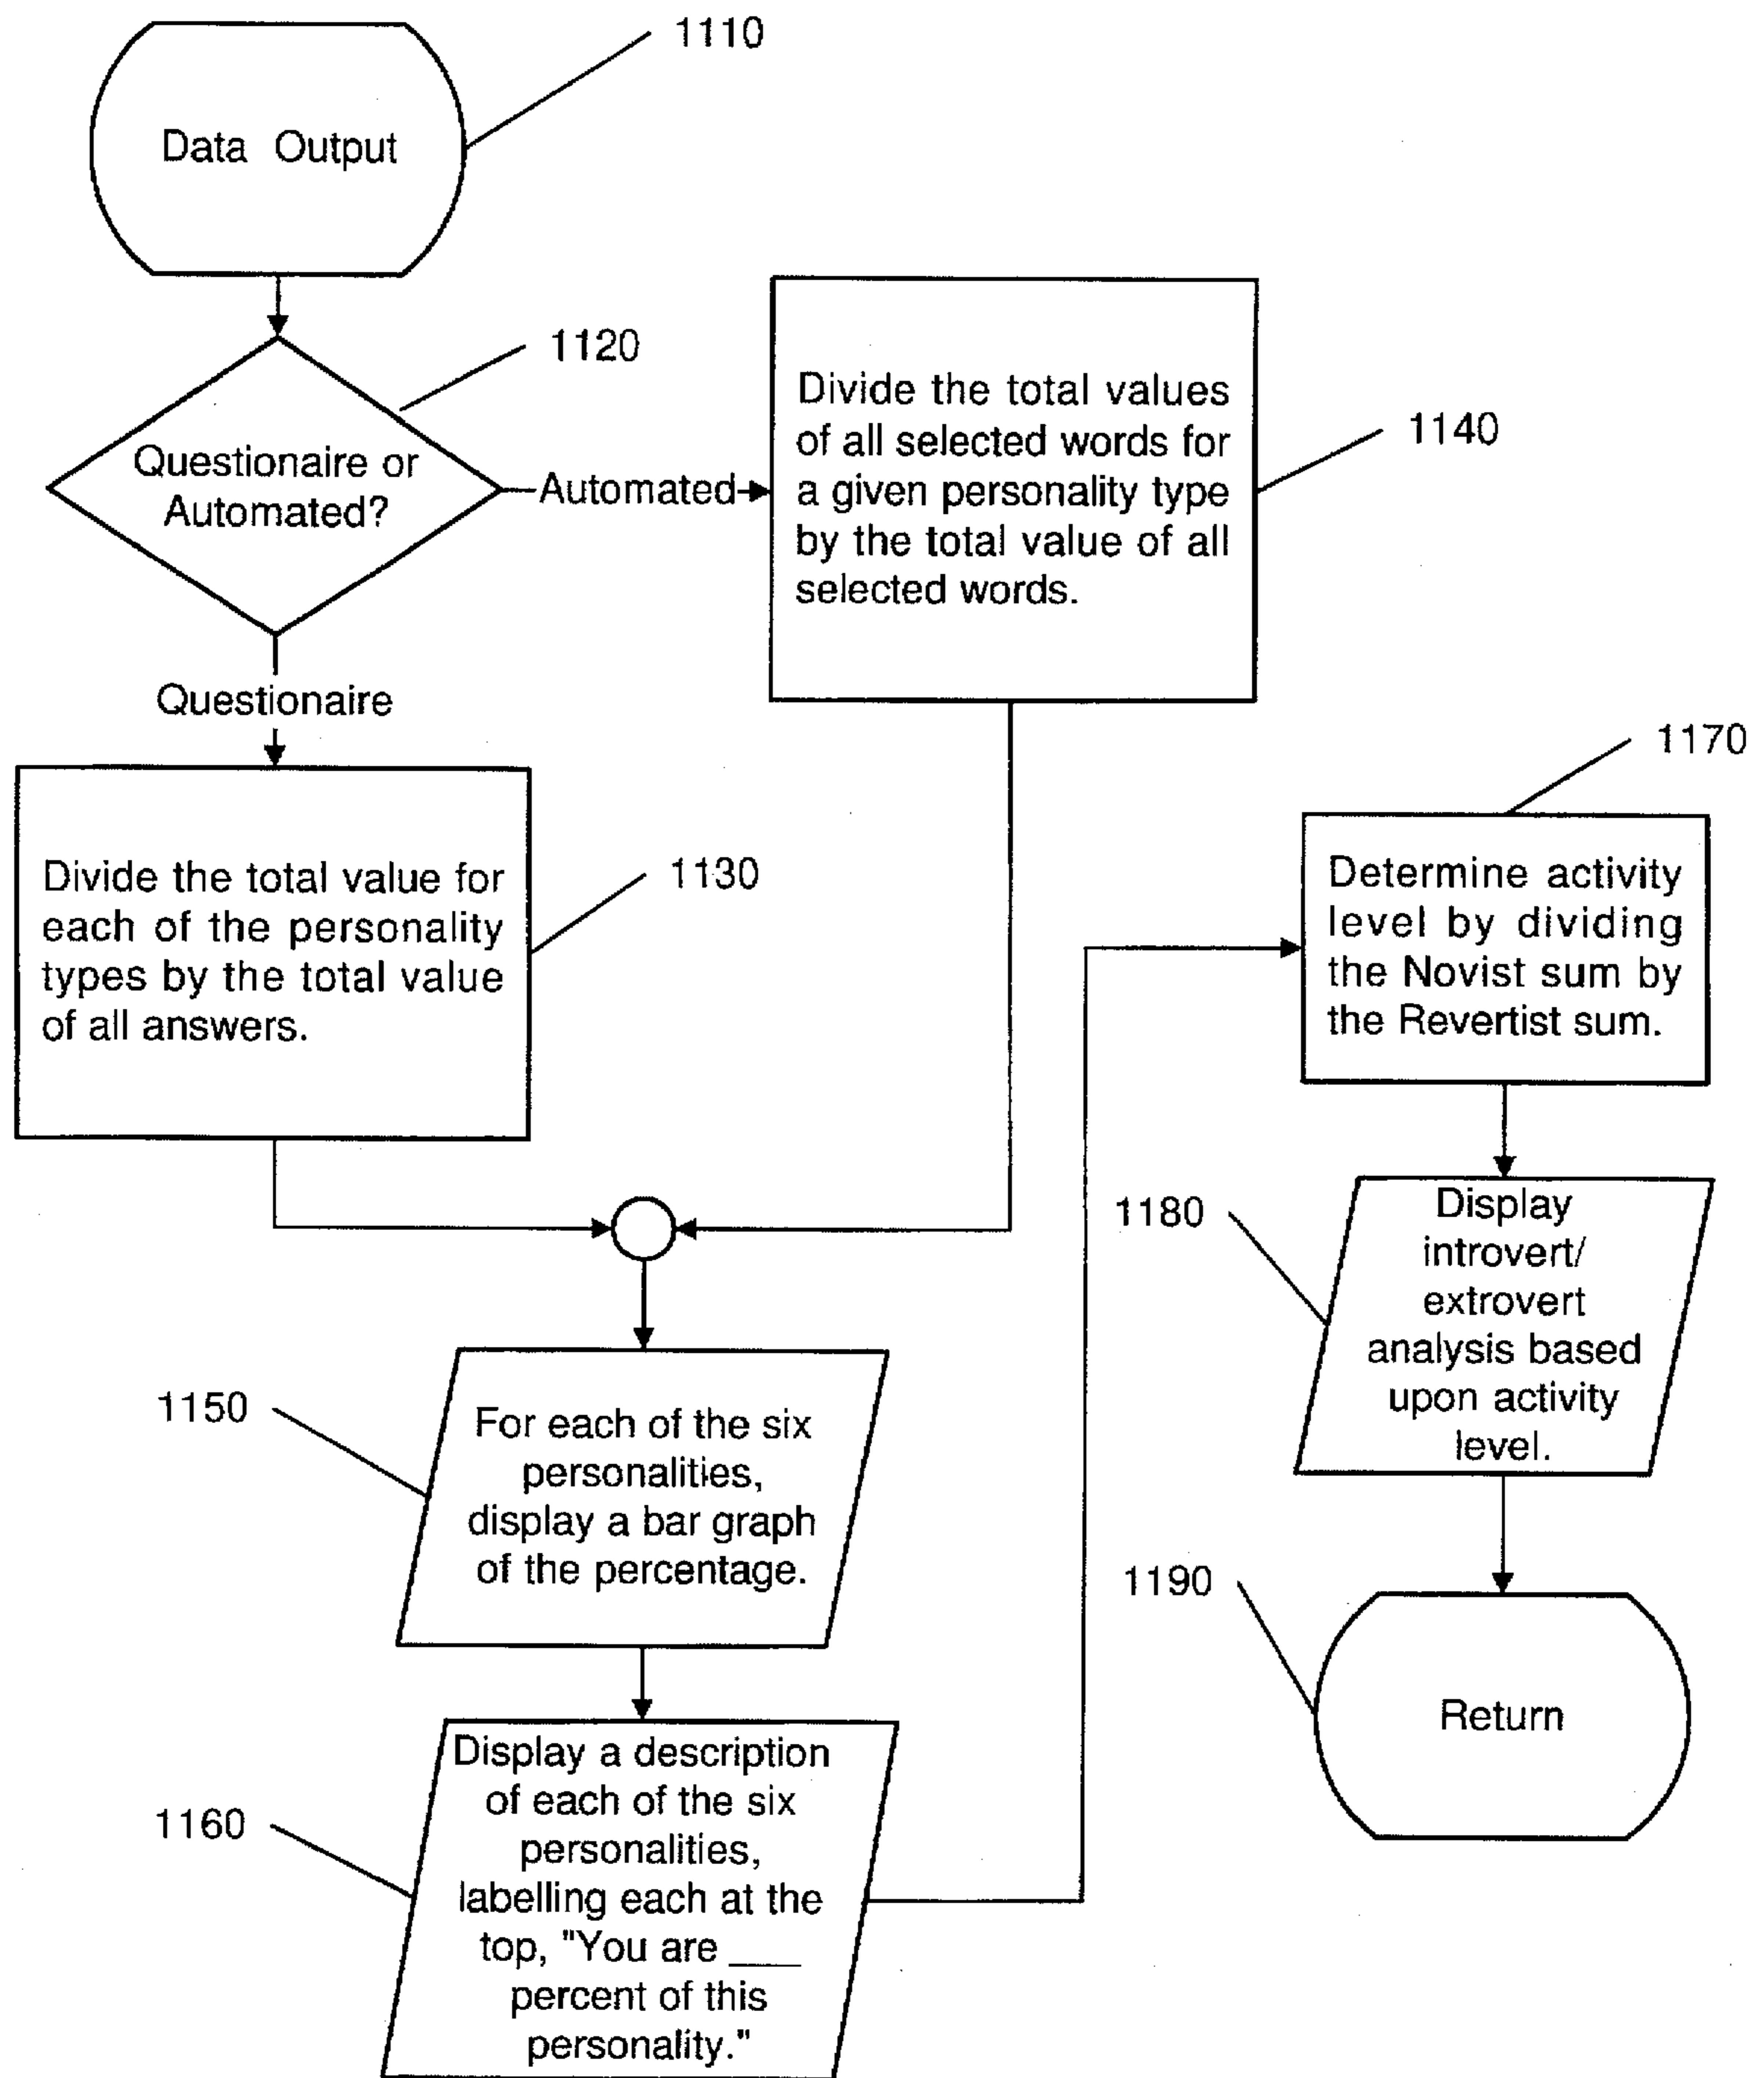 1110
Data Output
1120
Questionaire or
Automated?
Automated
Divide the total values
of all selected words for
a given personality type
by the total value of all
selected words.
1140
Questionaire
Divide the total value for
each of the personality
types by the total value
of all answers.
1130
1170
Determine activity
level by dividing
the Novist sum by
the Revertist sum.
1180
Display
introvert/
extrovert
analysis based
upon activity
level.
1150
For each of the six
personalities,
display a bar graph
of the percentage.
1190
Return
1160
Display a description
of each of the six
personalities,
labelling each at the
top, "You are ___
percent of this
personality."